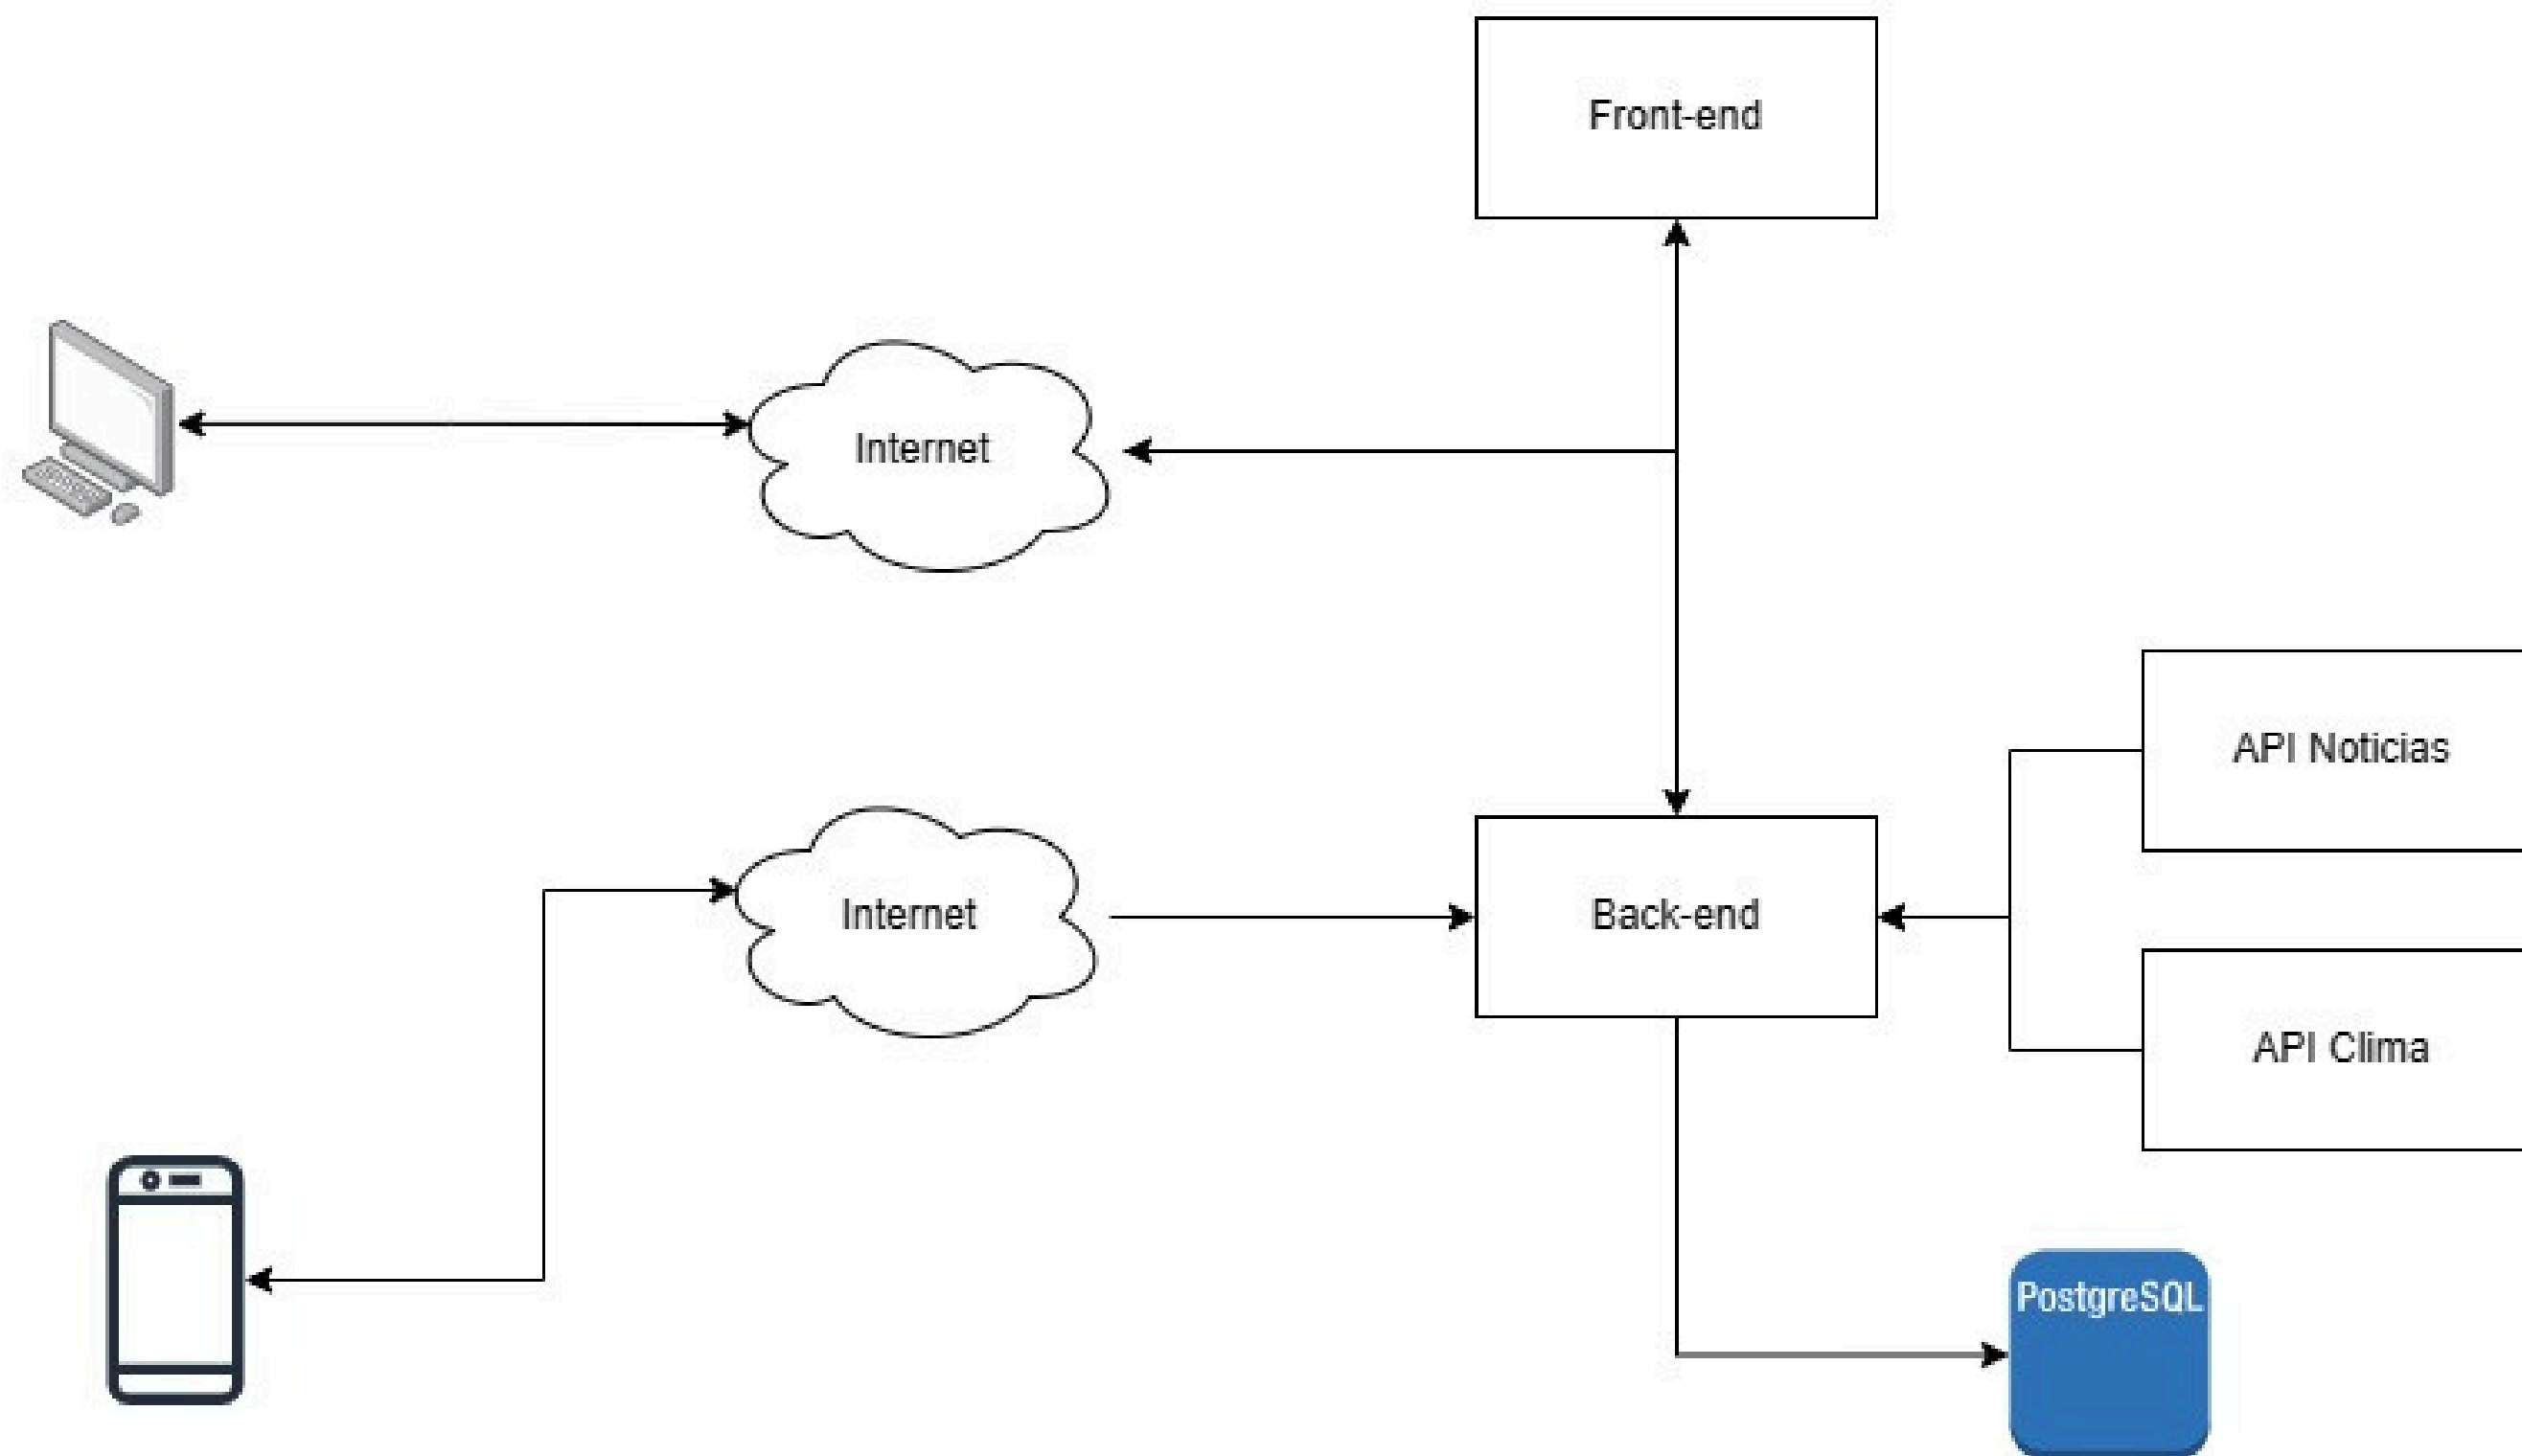 Front-end
Internet
API Noticias
Internet
Back-end
API Clima
PostgreSQL